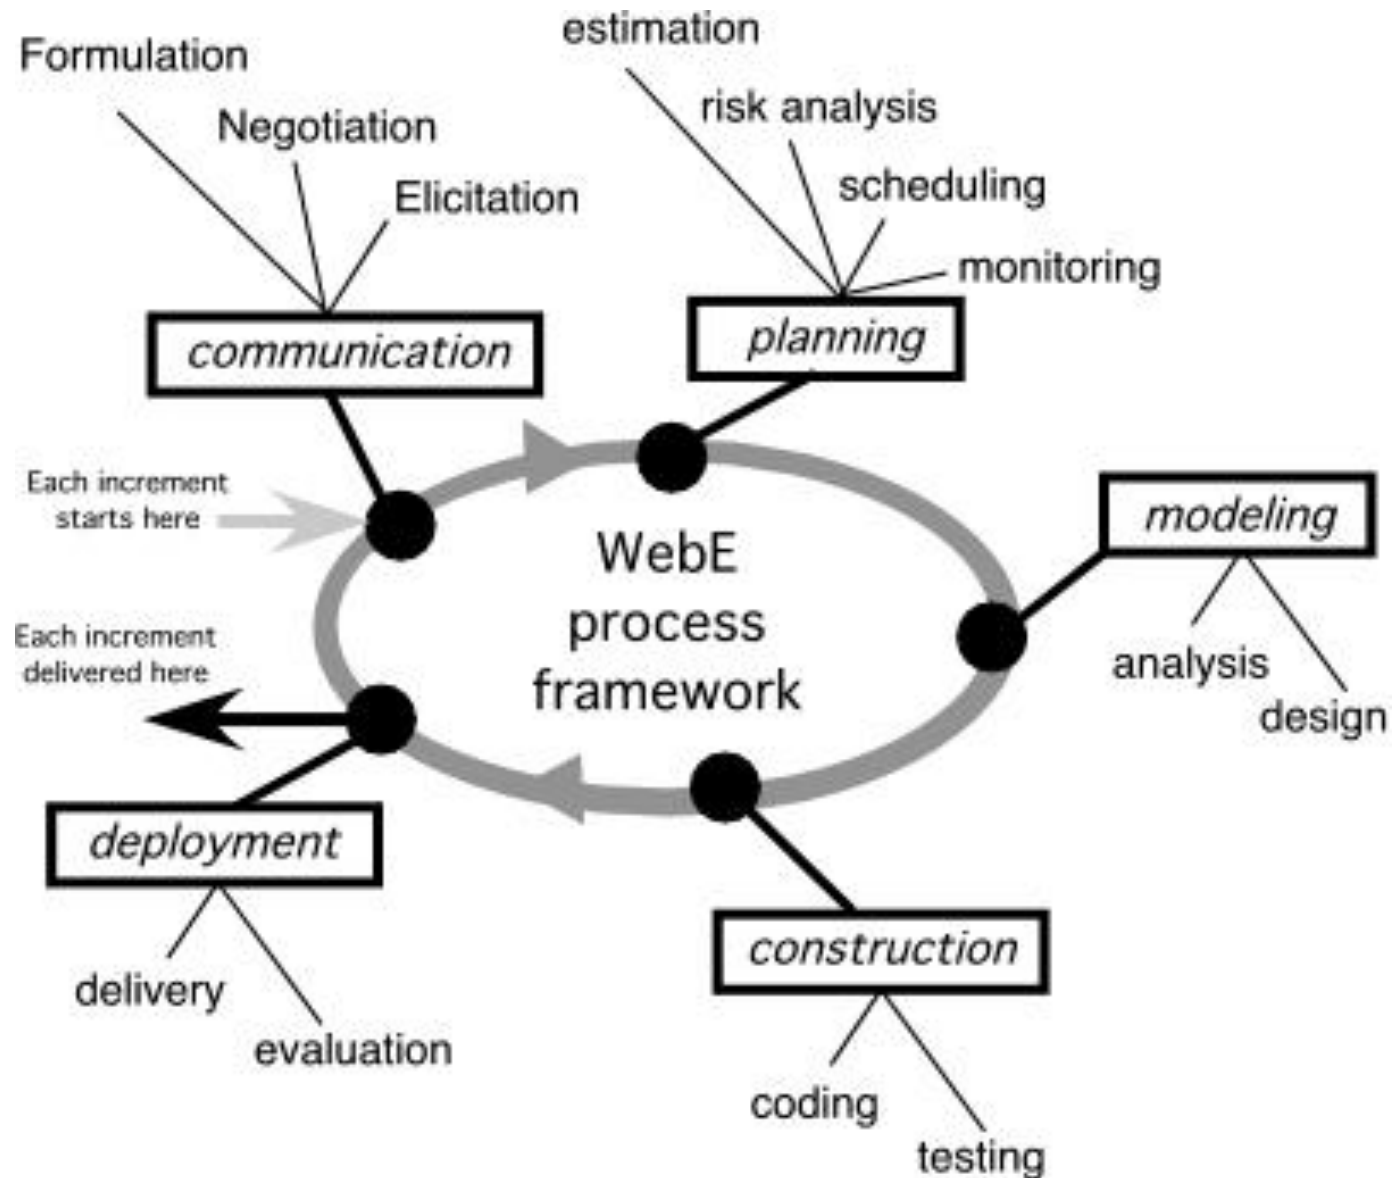 Formulation
Negotiation
Elicitation
communication
estimation
risk analysis
scheduling
monitoring
planning
Each increment
starts here
WebE
process
framework
modeling
analysis
design
Each increment
delivered here
deployment
delivery
evaluation
construction
coding
testing